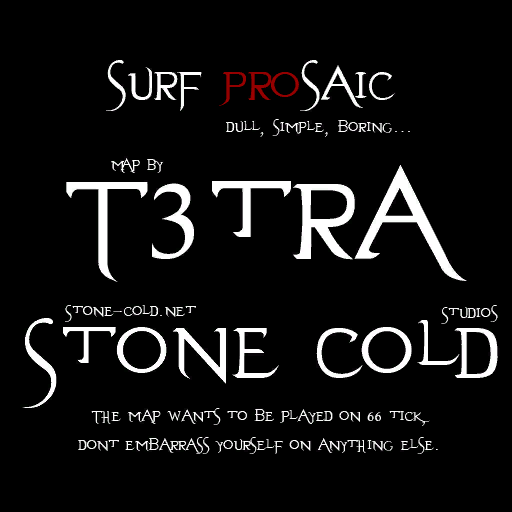 SURF PROSAIC
DULL, SIMPLE, BORING...
MAP BY
T3TRA
STONE-COLD.NET
STUDIOS
STONE COLD
THE MAP WANTS TO BE PLAYED ON 66 TICK,
DONT EMBARRASS YOURSELF ON ANYTHING ELSE.